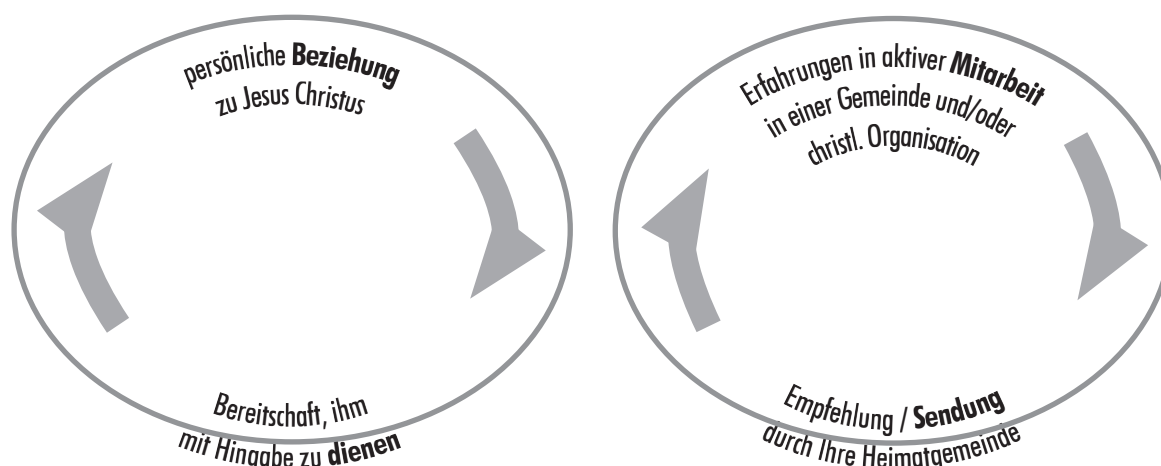 persönliche Beziehung
zu Jesus Christus
Bereitschaft, ihm
mit Hingabe zu dienen
Erfahrungen in aktiver Mitarbeit
in einer Gemeinde und/oder
christl. Organisation
Empfehlung / Sendung
durch Ihre Heimatgemeinde